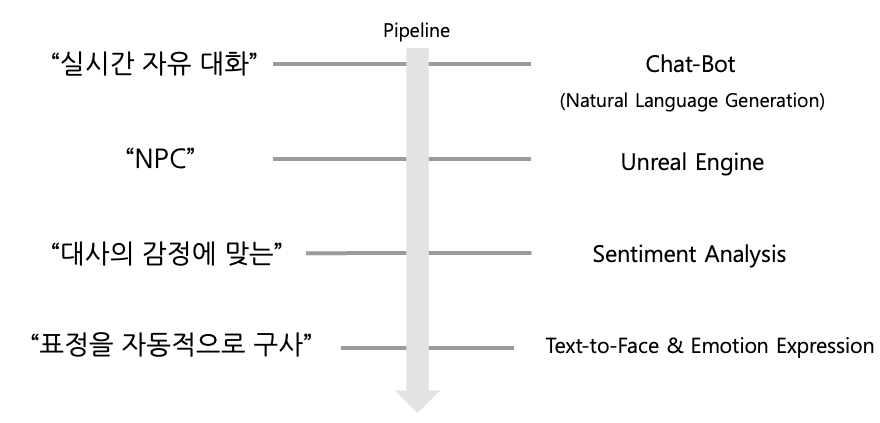 Pipeline
“실시간 자유 대화”
Chat-Bot
(Natural Language Generation)
“NPC”
Unreal Engine
“대사의 감정에 맞는”
Sentiment Analysis
“표정을 자동적으로 구사”
Text-to-Face & Emotion Expression